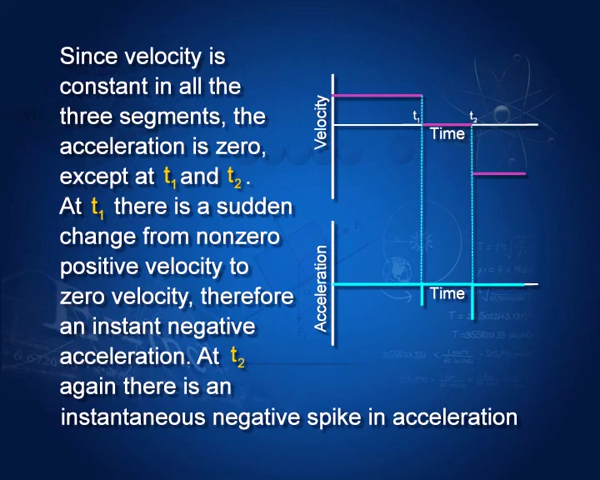 Since velocity is
constant in all the
three segments, the
acceleration is zero,
except at t1 and t2.
At t1 there is a sudden
change from nonzero
positive velocity to
zero velocity, therefore
an instant negative
acceleration. At t2
again there is an
instantaneous negative spike in acceleration
Velocity
t1
t2
Time
Acceleration
Time